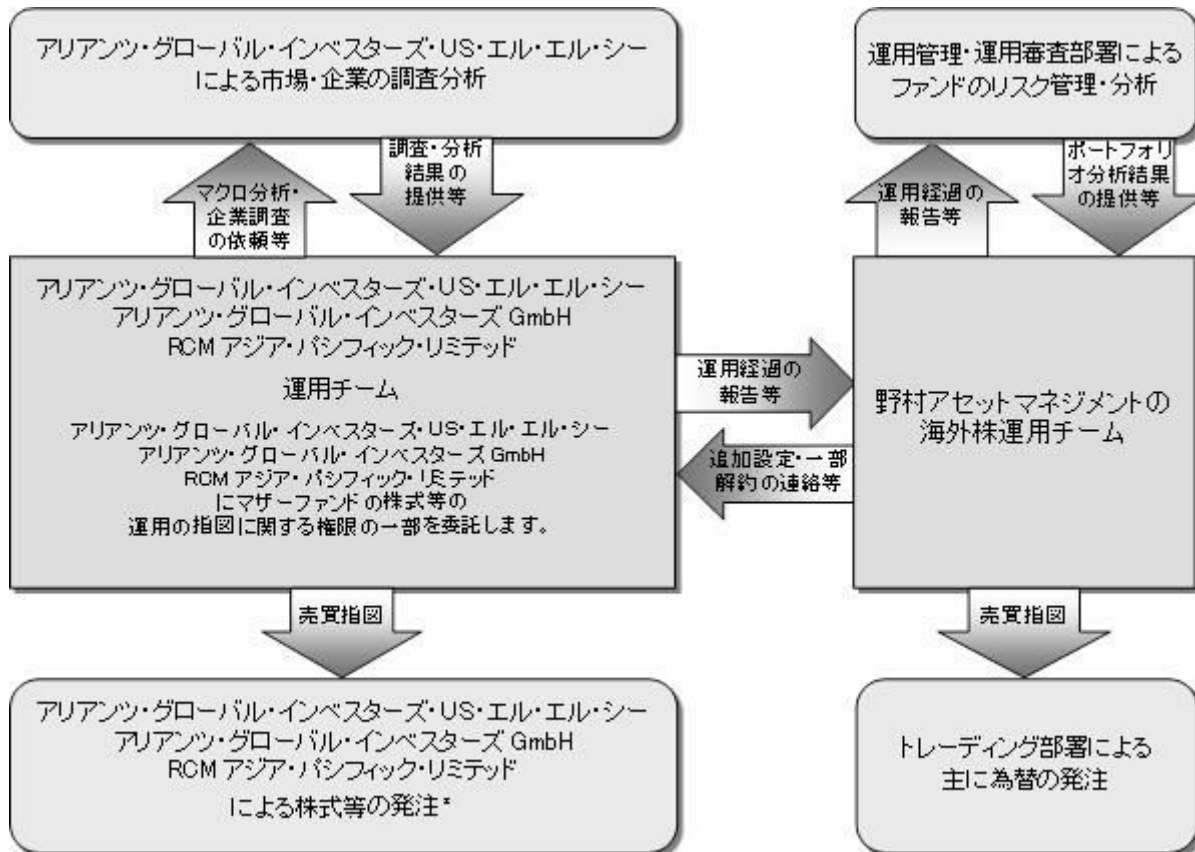 アリアンツ・グローバル・インベスターズ・US・エル・エル・シー
による市場・企業の調査分析
運用管理・運用審査部署による
ファンドのリスク管理・分析
マクロ分析・
企業調査
の依頼等
調査・分析
結果の
提供等
運用経過の
報告等
ポートフォリ
オ分析結果
の提供等
アリアンツ・グローバル・インベスターズ・US・エル・エル・シー
アリアンツ・グローバル・インベスターズ GmbH
RCM アジア・パシフィック・リミテッド
運用チーム
アリアンツ・グローバル・インベスターズ・US・エル・エル・シー
アリアンツ・グローバル・インベスターズ GmbH
RCM アジア・パシフィック・リミテッド
にマザーファンドの株式等の
運用の指図に関する権限の一部を委託します。
運用経過の
報告等
追加設定・一部
解約の連絡等
野村アセットマネジメントの
海外株運用チーム
売買指図
売買指図
アリアンツ・グローバル・インベスターズ・US・エル・エル・シー
アリアンツ・グローバル・インベスターズ GmbH
RCM アジア・パシフィック・リミテッド
による株式等の発注*
トレーディング部署による
主に為替の発注